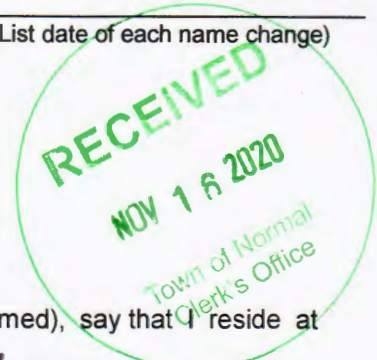 List date of each name change)
RECEIVED
NOV 16 2020
Town of Normal
Clerk's Office
med), say that I reside at